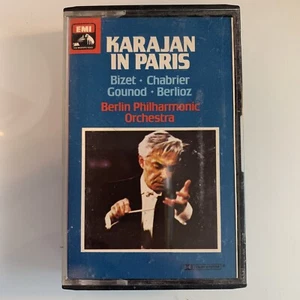 EMI
KARAJAN
IN PARIS
Bizet · Chabrier
Gounod · Berlioz
Berlin Philharmonic
Orchestra